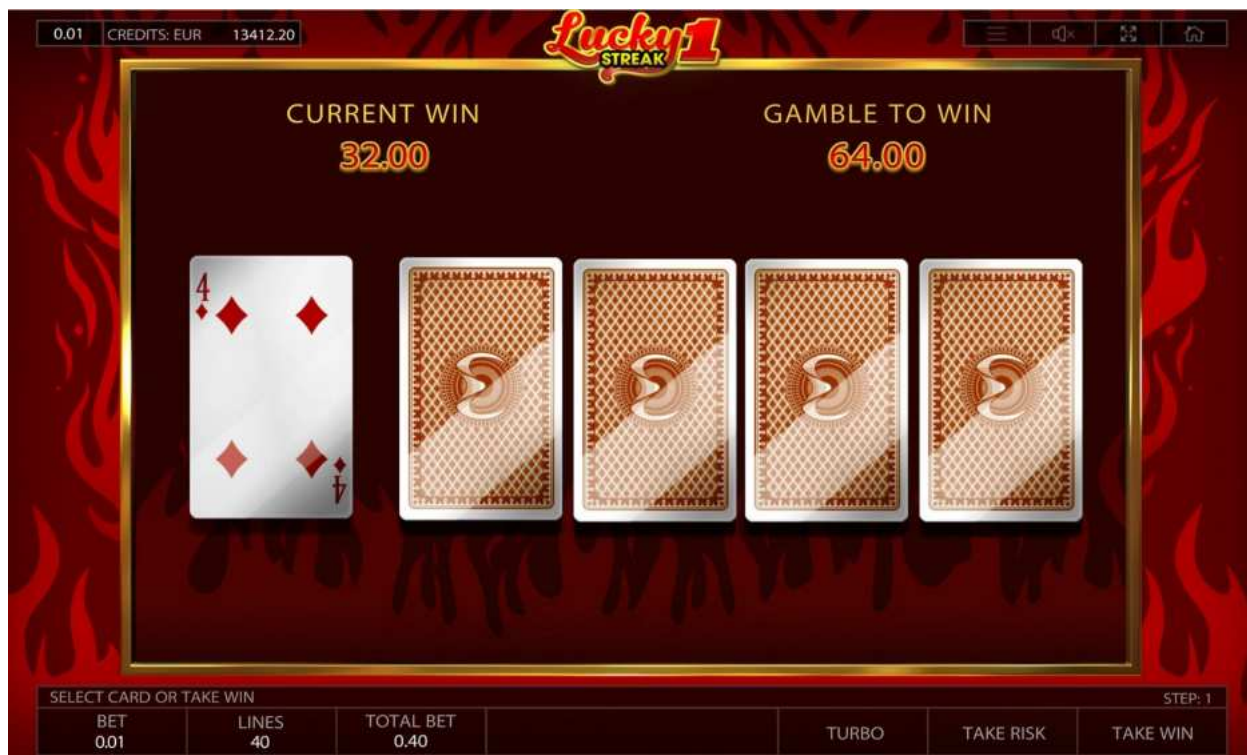 0.01 CREDITS: EUR 13412.20
Lucky 1
STREAK
CURRENT WIN GAMBLE TO WIN
32.00 64.00
4
4
SELECT CARD OR TAKE WIN STEP: 1
BET LINES TOTAL BET
0.01 40 0.40
TURBO TAKE RISK TAKE WIN